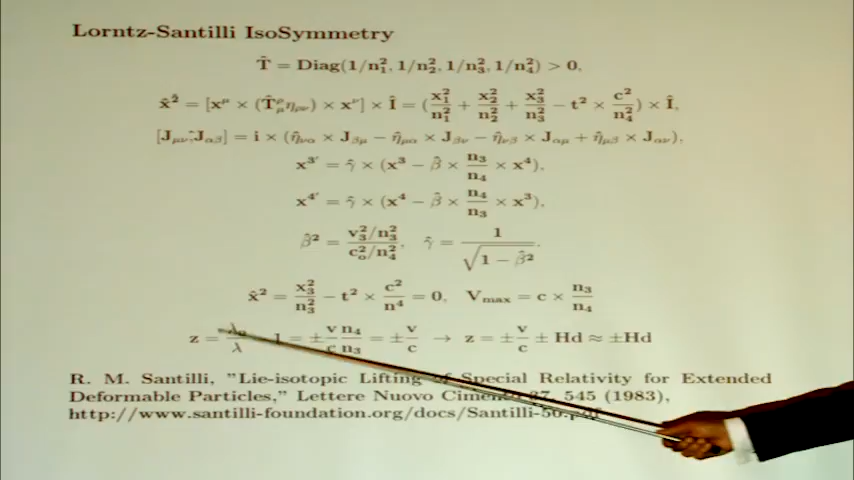 Lorntz-Santilli IsoSymmetry
T̂ = Diag(1/n₁², 1/n₂², 1/n₃², 1/n₄²) > 0,
x̂^2̂ = [x^μ × (T̂_μ^ρ η_ρν) × x^ν] × Î = (x₁²/n₁² + x₂²/n₂² + x₃²/n₃² − t² × c²/n₄²) × Î,
[J_μν,̂J_αβ] = i × (η̂_να × J_βμ − η̂_μα × J_βν − η̂_νβ × J_αμ + η̂_μβ × J_αν),
x^3′ = γ̂ × (x³ − β̂ × n₃/n₄ × x⁴),
x^4′ = γ̂ × (x⁴ − β̂ × n₄/n₃ × x³),
β̂² = (v₃²/n₃²)/(c₀²/n₄²), γ̂ = 1/√(1 − β̂²).
x̂² = x₃²/n₃² − t² × c²/n⁴ = 0, V_max = c × n₃/n₄
z = /λ 1 = ± v n₄/c n₃ = ± v/c → z = ± v/c ± Hd ≈ ±Hd
R. M. Santilli, "Lie-isotopic Lifting of Special Relativity for Extended
Deformable Particles," Lettere Nuovo Cimento 37, 545 (1983),
http://www.santilli-foundation.org/docs/Santilli-50.pdf